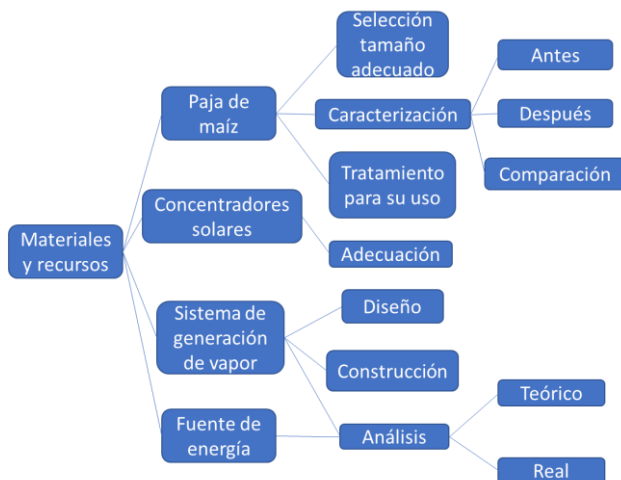 Selección
tamaño
adecuado
Antes
Paja de
maíz
Caracterización
Después
Tratamiento
para su uso
Comparación
Concentradores
solares
Materiales
y recursos
Adecuación
Sistema de
generación
de vapor
Diseño
Construcción
Teórico
Fuente de
energía
Análisis
Real